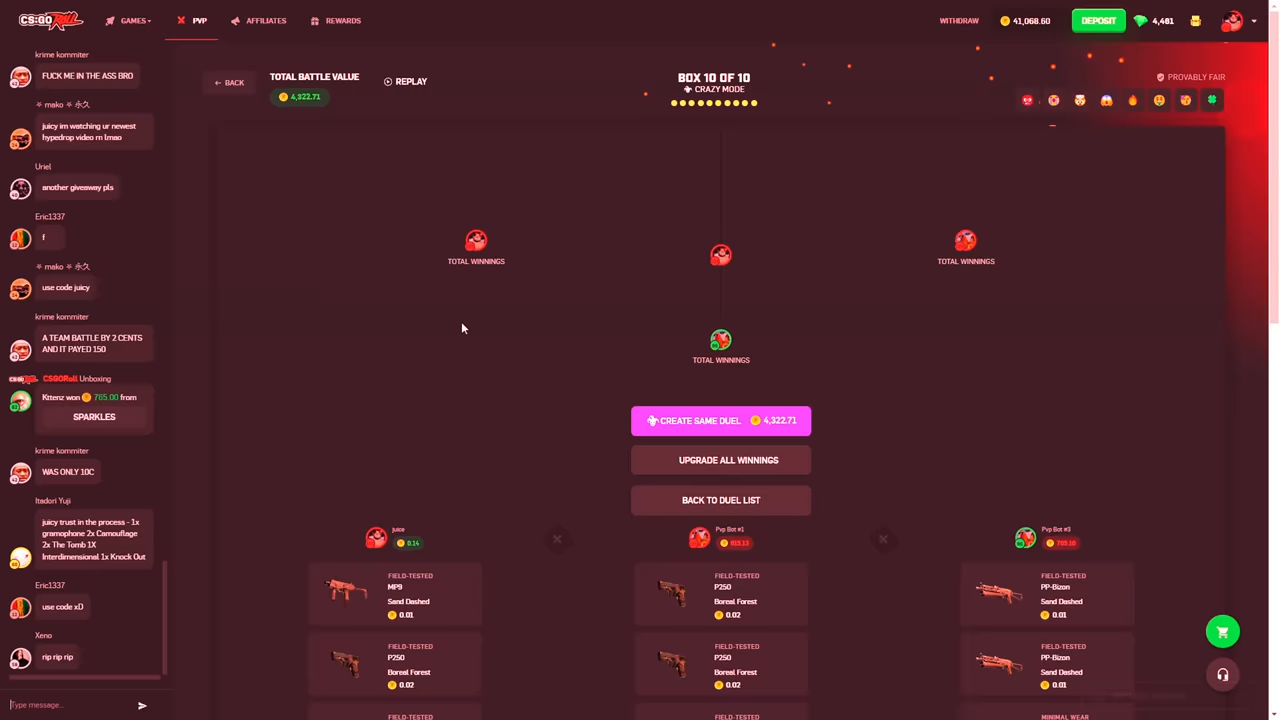 CS:GO ROLL
GAMES
PVP
AFFILIATES
REWARDS
WITHDRAW
41,068.60
DEPOSIT
4,461
krime kommiter
FUCK ME IN THE ASS BRO
mako 永久
juicy im watching ur newest
hypedrop video rn lmao
Uriel
another giveaway pls
Eric1337
f
mako 永久
use code juicy
krime kommiter
A TEAM BATTLE BY 2 CENTS
AND IT PAYED 150
CSGORoll Unboxing
Kttenz won 765.00 from
SPARKLES
krime kommiter
WAS ONLY 10C
Itadori Yuji
juicy trust in the process - 1x
gramophone 2x Camouflage
2x The Tomb 1X
Interdimensional 1x Knock Out
Eric1337
use code xD
Xeno
rip rip rip
Type message...
← BACK
TOTAL BATTLE VALUE
4,322.71
REPLAY
BOX 10 OF 10
CRAZY MODE
PROVABLY FAIR
TOTAL WINNINGS
TOTAL WINNINGS
TOTAL WINNINGS
CREATE SAME DUEL 4,322.71
UPGRADE ALL WINNINGS
BACK TO DUEL LIST
juice
0.14
Pvp Bot #1
Pvp Bot #3
FIELD-TESTED
MP9
Sand Dashed
0.01
FIELD-TESTED
P250
Boreal Forest
0.02
FIELD-TESTED
PP-Bizon
Sand Dashed
0.01
FIELD-TESTED
P250
Boreal Forest
0.02
FIELD-TESTED
P250
Boreal Forest
0.02
FIELD-TESTED
PP-Bizon
Sand Dashed
0.01
FIELD-TESTED
FIELD-TESTED
MINIMAL WEAR